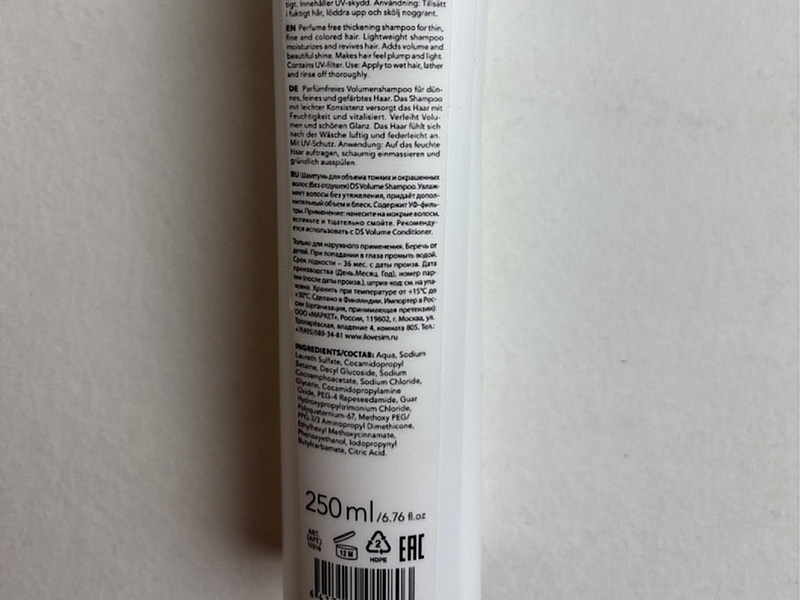 tigt. Innehåller UV-skydd. Användning: Tillsätt
i fuktigt hår, löddra upp och skölj noggrant.
EN Perfume free thickening shampoo for thin,
fine and colored hair. Lightweight shampoo
moisturizes and revives hair. Adds volume and
beautiful shine. Makes hair feel plump and light.
Contains UV-filter. Use: Apply to wet hair, lather
and rinse off thoroughly.
DE Parfümfreies Volumenshampoo für dün-
nes, feines und gefärbtes Haar. Das Shampoo
mit leichter Konsistenz versorgt das Haar mit
Feuchtigkeit und vitalisiert. Verleiht Volu-
men und schönen Glanz. Das Haar fühlt sich
nach der Wäsche luftig und federleicht an.
Mit UV-Schutz. Anwendung: Auf das feuchte
Haar auftragen, schaumig einmassieren und
gründlich ausspülen.
RU Шампунь для объема тонких и окрашенных
волос (без отдушек) DS Volume Shampoo. Увлаж-
няет волосы без утяжеления, придаёт допол-
нительный объем и блеск. Содержит УФ-филь-
тры. Применение: нанесите на мокрые волосы,
вспеньте и тщательно смойте. Рекоменду-
ется использовать с DS Volume Conditioner.
Только для наружного применения. Беречь от
детей. При попадании в глаза промыть водой.
Срок годности – 36 мес. с даты произв. Дата
производства (День.Месяц. Год), номер пар-
тии (после даты произв.), штрих-код: см. на упа-
ковке. Хранить при температуре от +15°C до
+30°C. Сделано в Финляндии. Импортер в Рос-
сии (организация, принимающая претензии):
ООО «МАРКЕТ», Россия, 119602, г. Москва, ул.
владение 4, комната 805. Тел.:
+7(495)589-34-81 www.ilovesim.ru
INGREDIENTS/СОСТАВ: Aqua, Sodium
Laureth Sulfate, Cocamidopropyl
Betaine, Decyl Glucoside, Sodium
Cocoamphoacetate, Sodium Chloride,
Glycerin, Cocamidopropylamine
Oxide, PEG-4 Rapeseedamide, Guar
Hydroxypropyltrimonium Chloride,
Polyquaternium-67, Methoxy PEG/
PPG-7/3 Aminopropyl Dimethicone,
Ethylhexyl Methoxycinnamate,
Phenoxyethanol, Iodopropynyl
Butylcarbamate, Citric Acid.
250 ml/6.76 fl.oz
ART.
(АРТ.)
12 M
2
HDPE
EAC